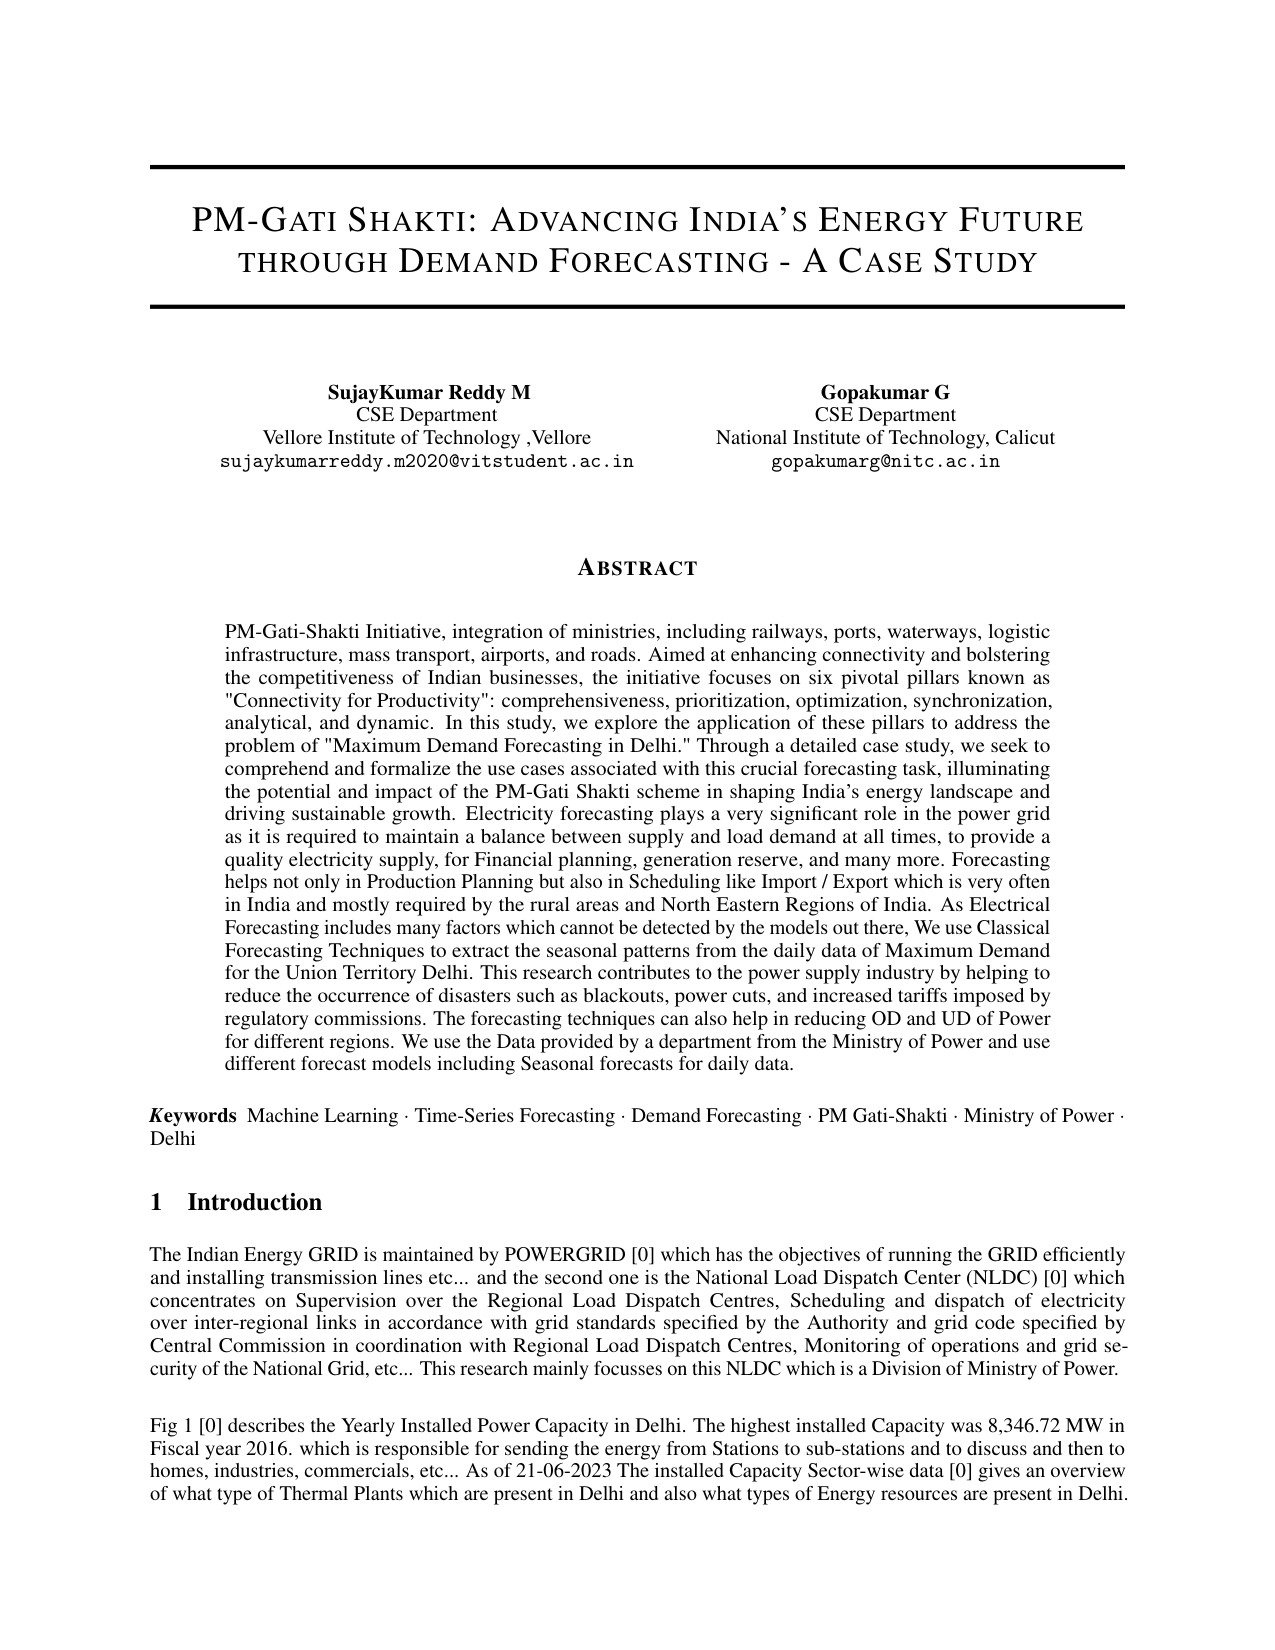 PM-GATI SHAKTI: ADVANCING INDIA'S ENERGY FUTURE
THROUGH DEMAND FORECASTING - A CASE STUDY
SujayKumar Reddy M
CSE Department
Vellore Institute of Technology ,Vellore
sujaykumarreddy.m2020@vitstudent.ac.in
Gopakumar G
CSE Department
National Institute of Technology, Calicut
gopakumarg@nitc.ac.in
ABSTRACT
PM-Gati-Shakti Initiative, integration of ministries, including railways, ports, waterways, logistic
infrastructure, mass transport, airports, and roads. Aimed at enhancing connectivity and bolstering
the competitiveness of Indian businesses, the initiative focuses on six pivotal pillars known as
"Connectivity for Productivity": comprehensiveness, prioritization, optimization, synchronization,
analytical, and dynamic. In this study, we explore the application of these pillars to address the
problem of "Maximum Demand Forecasting in Delhi." Through a detailed case study, we seek to
comprehend and formalize the use cases associated with this crucial forecasting task, illuminating
the potential and impact of the PM-Gati Shakti scheme in shaping India's energy landscape and
driving sustainable growth. Electricity forecasting plays a very significant role in the power grid
as it is required to maintain a balance between supply and load demand at all times, to provide a
quality electricity supply, for Financial planning, generation reserve, and many more. Forecasting
helps not only in Production Planning but also in Scheduling like Import / Export which is very often
in India and mostly required by the rural areas and North Eastern Regions of India. As Electrical
Forecasting includes many factors which cannot be detected by the models out there, We use Classical
Forecasting Techniques to extract the seasonal patterns from the daily data of Maximum Demand
for the Union Territory Delhi. This research contributes to the power supply industry by helping to
reduce the occurrence of disasters such as blackouts, power cuts, and increased tariffs imposed by
regulatory commissions. The forecasting techniques can also help in reducing OD and UD of Power
for different regions. We use the Data provided by a department from the Ministry of Power and use
different forecast models including Seasonal forecasts for daily data.
Keywords Machine Learning · Time-Series Forecasting · Demand Forecasting · PM Gati-Shakti · Ministry of Power ·
Delhi
1 Introduction
The Indian Energy GRID is maintained by POWERGRID [0] which has the objectives of running the GRID efficiently
and installing transmission lines etc... and the second one is the National Load Dispatch Center (NLDC) [0] which
concentrates on Supervision over the Regional Load Dispatch Centres, Scheduling and dispatch of electricity
over inter-regional links in accordance with grid standards specified by the Authority and grid code specified by
Central Commission in coordination with Regional Load Dispatch Centres, Monitoring of operations and grid se-
curity of the National Grid, etc... This research mainly focusses on this NLDC which is a Division of Ministry of Power.
Fig 1 [0] describes the Yearly Installed Power Capacity in Delhi. The highest installed Capacity was 8,346.72 MW in
Fiscal year 2016. which is responsible for sending the energy from Stations to sub-stations and to discuss and then to
homes, industries, commercials, etc... As of 21-06-2023 The installed Capacity Sector-wise data [0] gives an overview
of what type of Thermal Plants which are present in Delhi and also what types of Energy resources are present in Delhi.